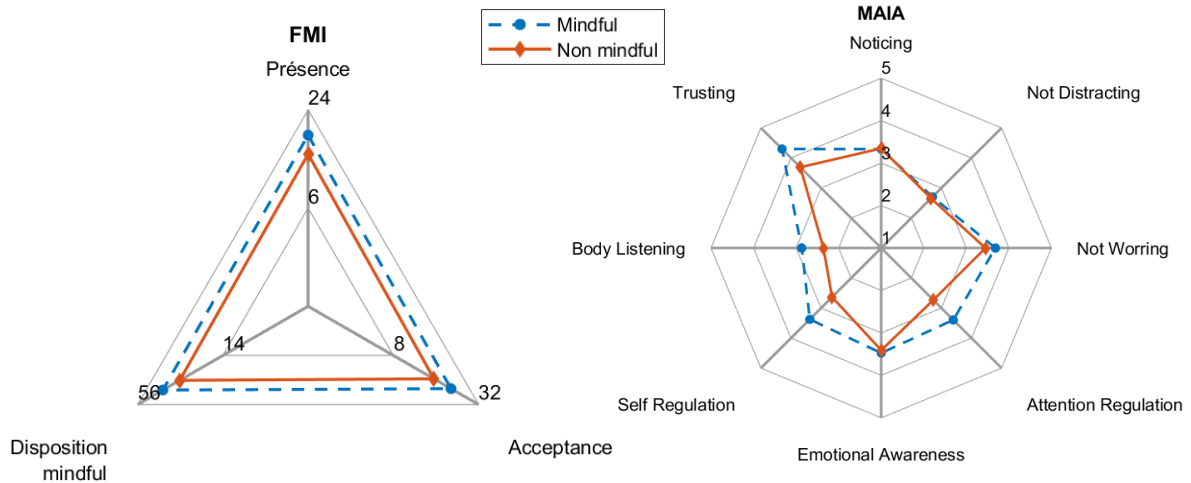 FMI
Présence
24
6
14
8
56
32
Disposition
mindful
Acceptance
Mindful
Non mindful
MAIA
Noticing
5
4
3
2
1
Trusting
Not Distracting
Body Listening
Not Worring
Self Regulation
Attention Regulation
Emotional Awareness